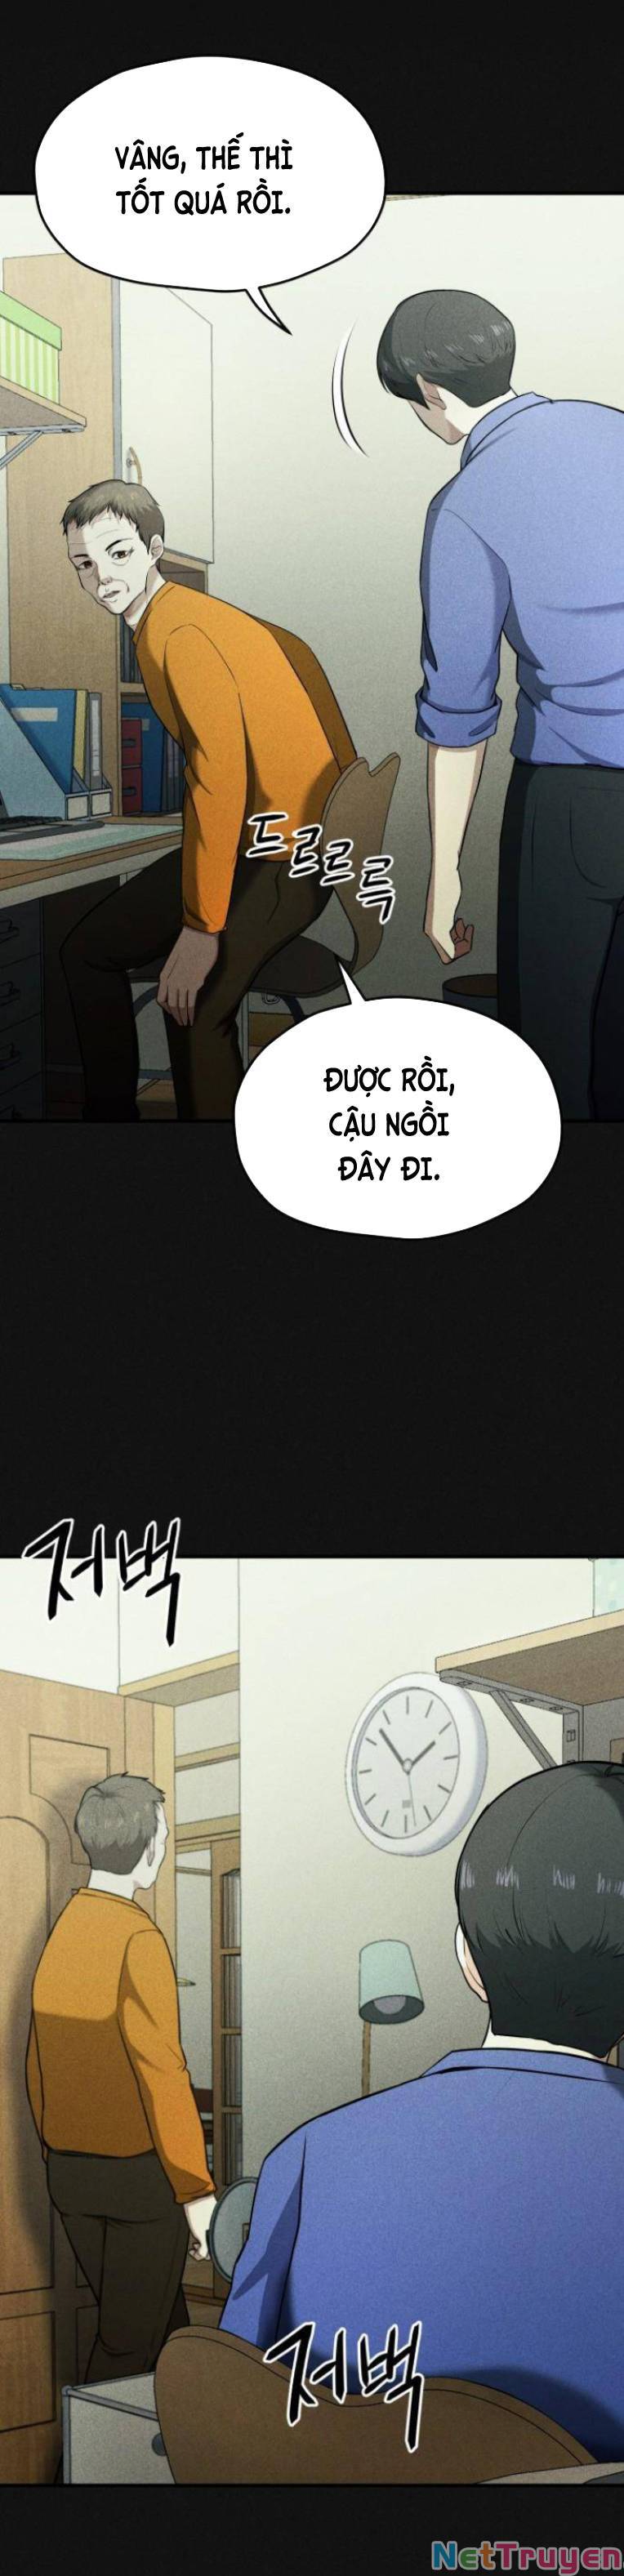 VÂNG, THẾ THÌ
TỐT QUÁ RỒI.
드르르륵
ĐƯỢC RỒI,
CẬU NGỒI
ĐÂY ĐI.
저벅
저벅
NetTruyen